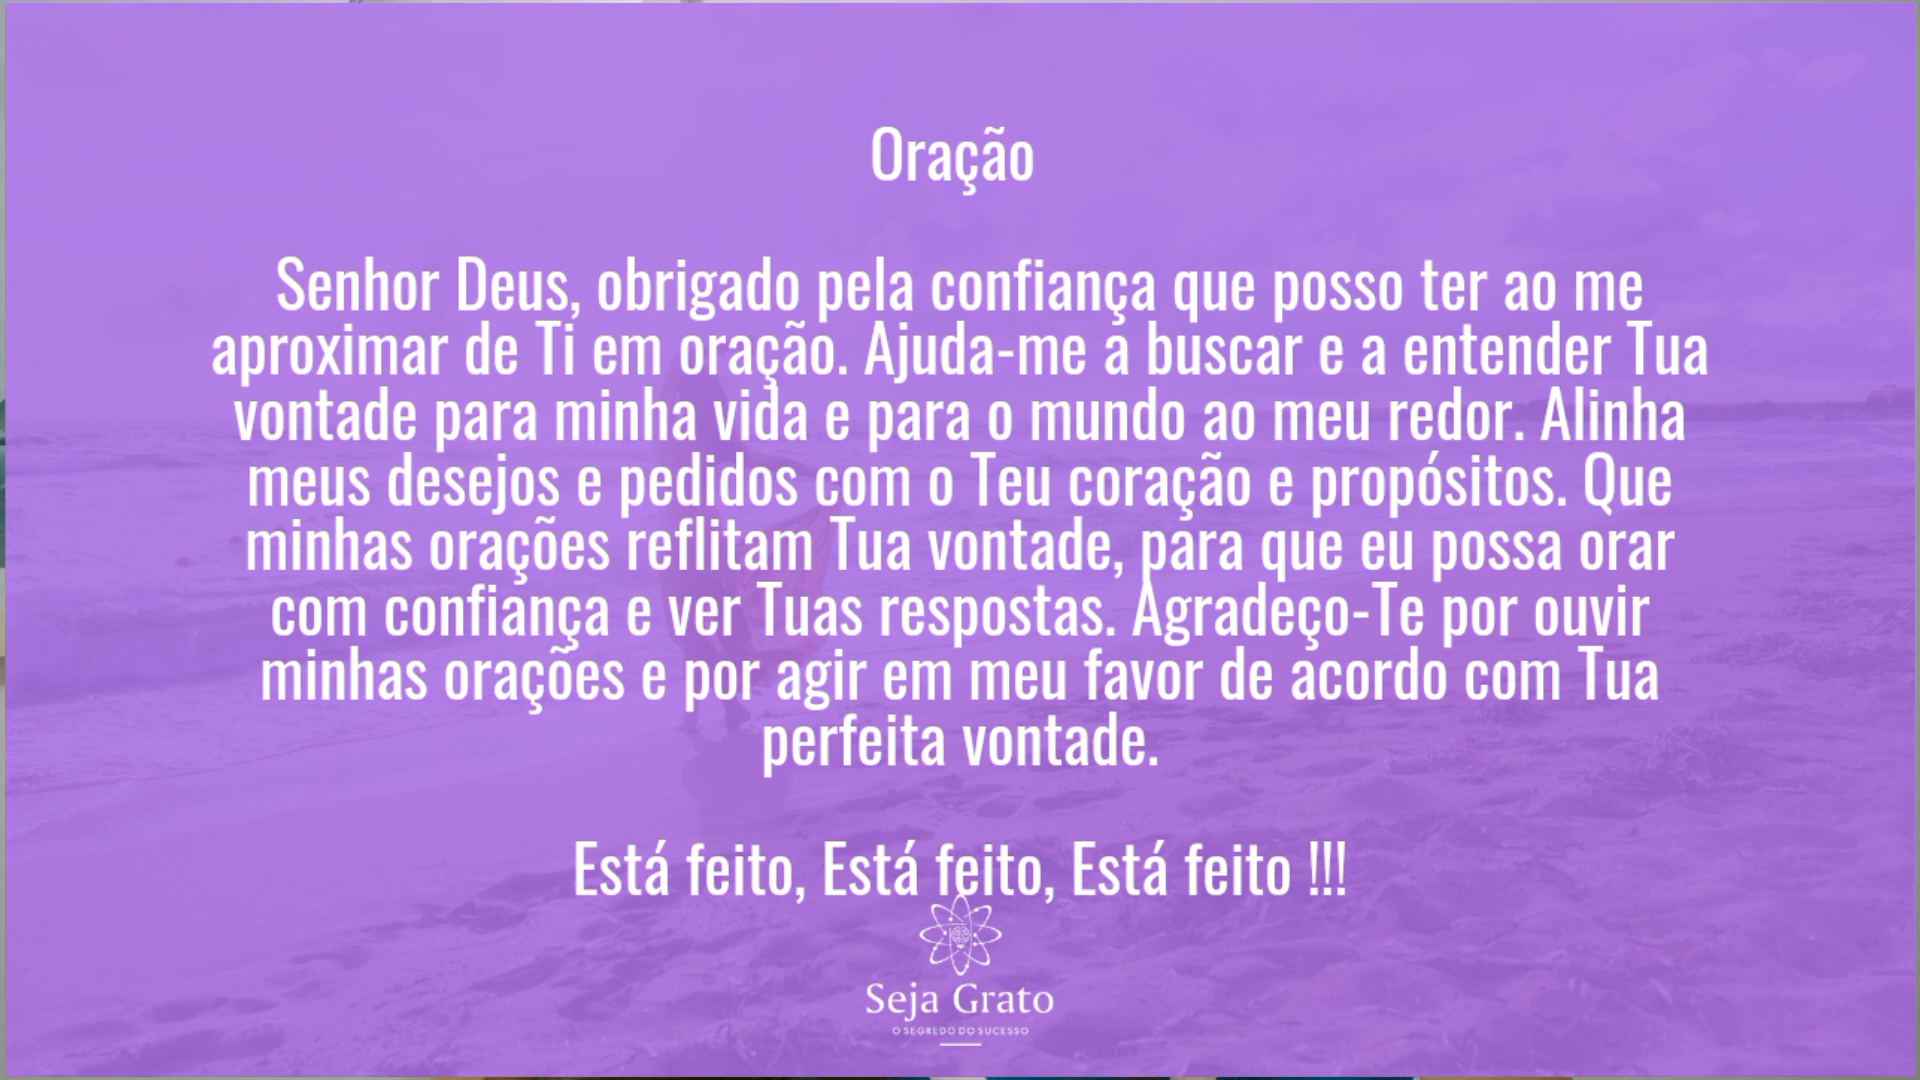 Oração
Senhor Deus, obrigado pela confiança que posso ter ao me
aproximar de Ti em oração. Ajuda-me a buscar e a entender Tua
vontade para minha vida e para o mundo ao meu redor. Alinha
meus desejos e pedidos com o Teu coração e propósitos. Que
minhas orações reflitam Tua vontade, para que eu possa orar
com confiança e ver Tuas respostas. Agradeço-Te por ouvir
minhas orações e por agir em meu favor de acordo com Tua
perfeita vontade.
Está feito, Está feito, Está feito !!!
Seja Grato
O SEGREDO DO SUCESSO